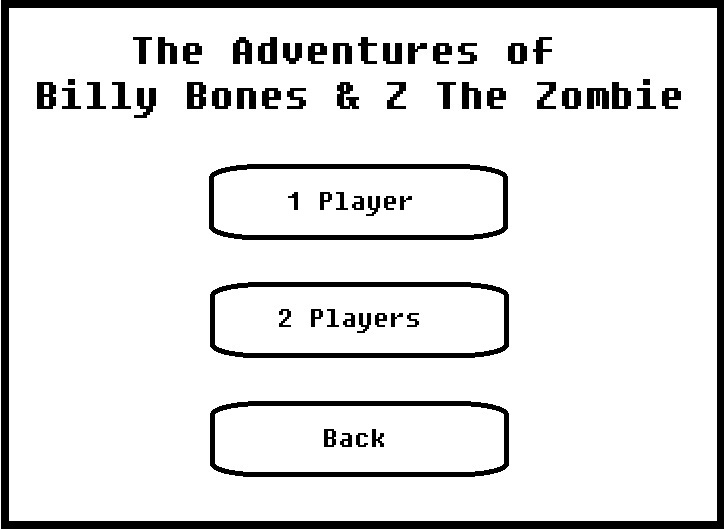 The Adventures of
Billy Bones & Z The Zombie
1 Player
2 Players
Back